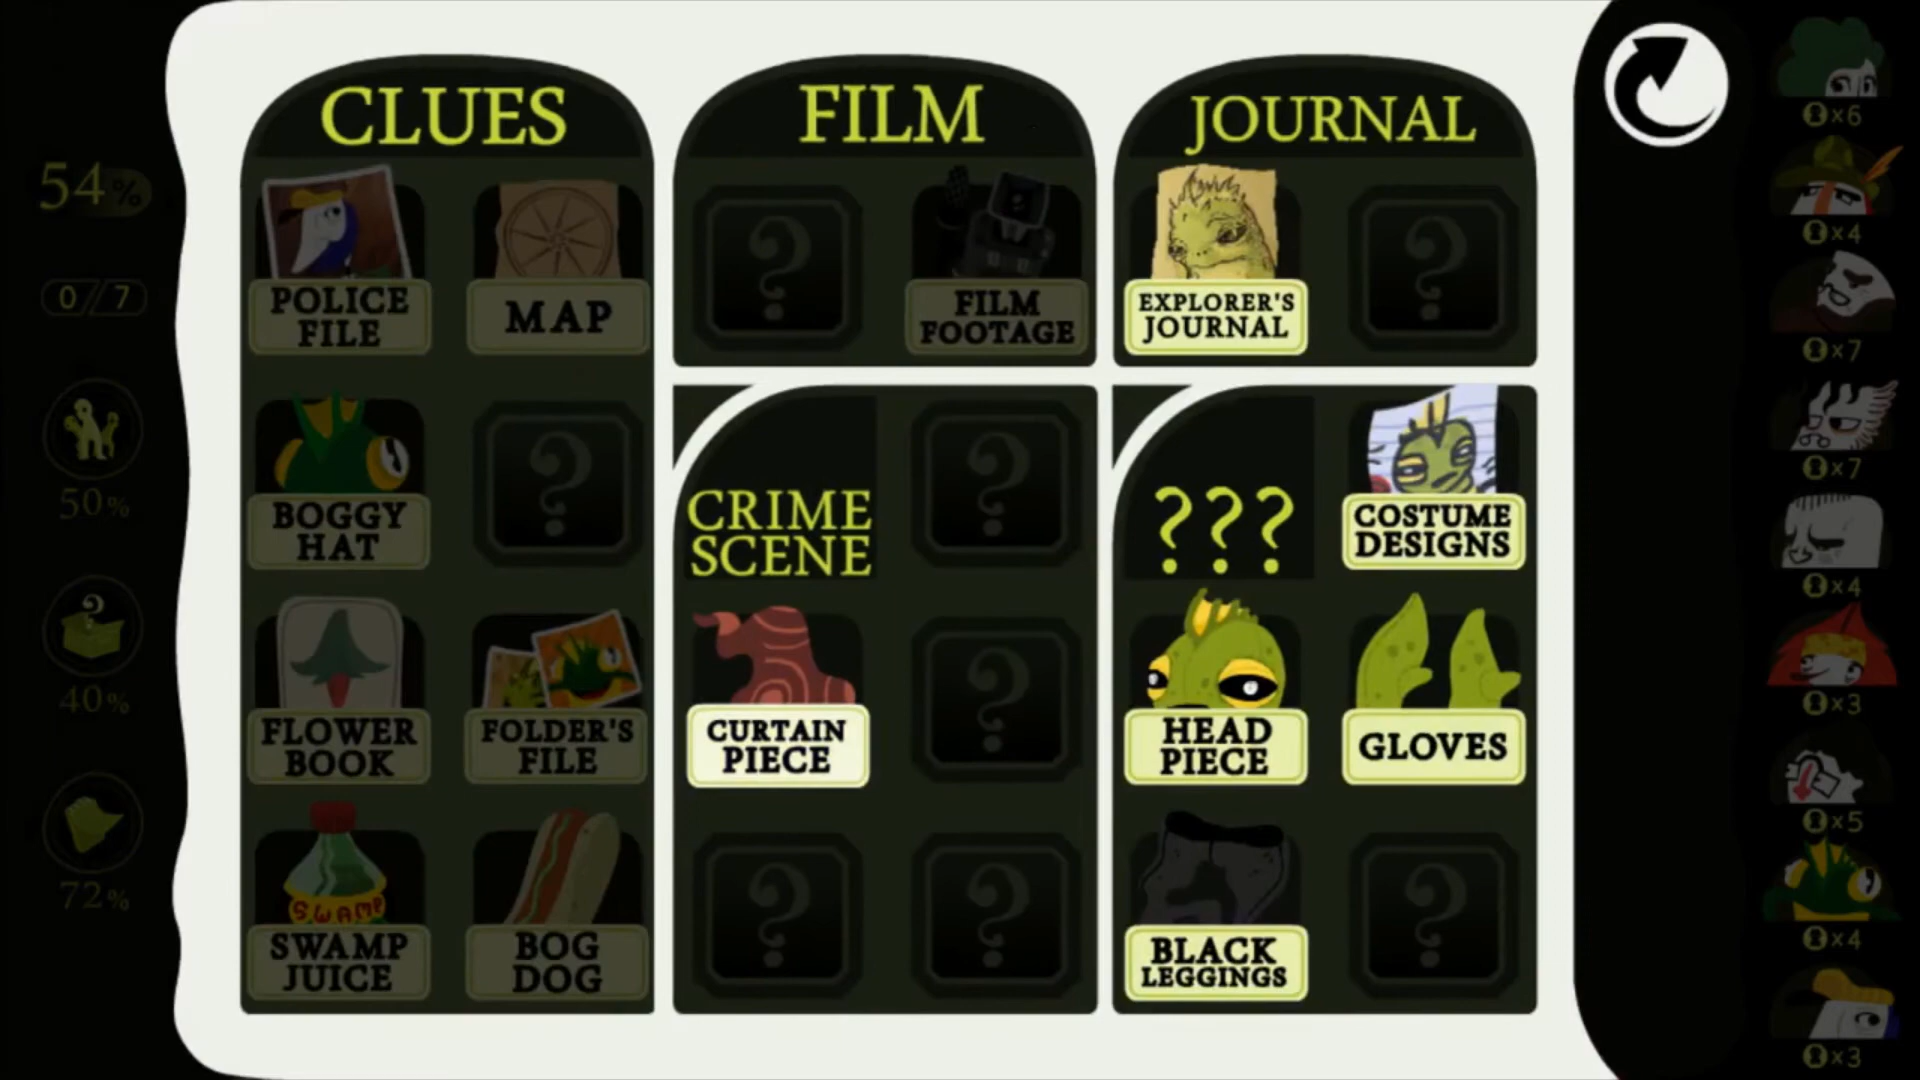 CLUES
FILM
JOURNAL
54%
0/7
50%
40%
72%
POLICE
FILE
MAP
?
FILM
FOOTAGE
EXPLORER'S
JOURNAL
?
BOGGY
HAT
?
CRIME
SCENE
?
???
COSTUME
DESIGNS
FLOWER
BOOK
FOLDER'S
FILE
CURTAIN
PIECE
?
HEAD
PIECE
GLOVES
SWAMP
SWAMP
JUICE
BOG
DOG
?
?
BLACK
LEGGINGS
?
x6
x4
x7
x7
x4
x3
x5
x4
x3